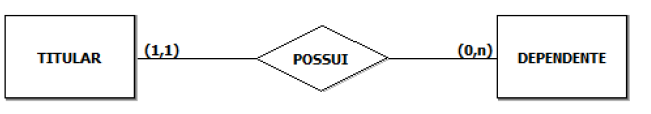 TITULAR
(1,1)
POSSUI
(0,n)
DEPENDENTE